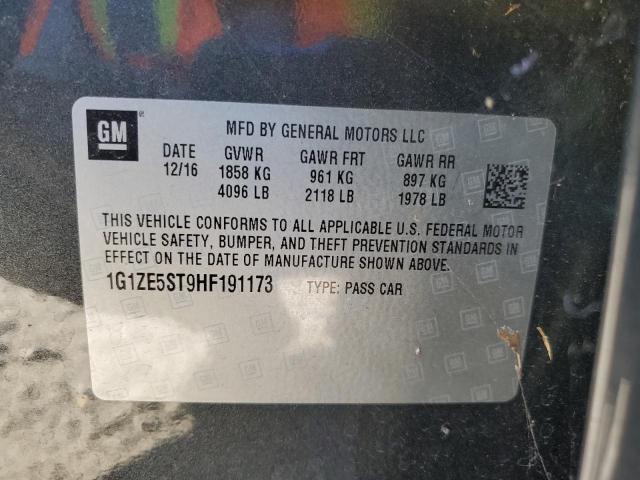 GM
MFD BY GENERAL MOTORS LLC
DATE GVWR GAWR FRT GAWR RR
12/16 1858 KG 961 KG 897 KG
4096 LB 2118 LB 1978 LB
THIS VEHICLE CONFORMS TO ALL APPLICABLE U.S. FEDERAL MOTOR
VEHICLE SAFETY, BUMPER, AND THEFT PREVENTION STANDARDS IN
EFFECT ON THE DATE OF MANUFACTURE SHOWN ABOVE.
1G1ZE5ST9HF191173 TYPE: PASS CAR